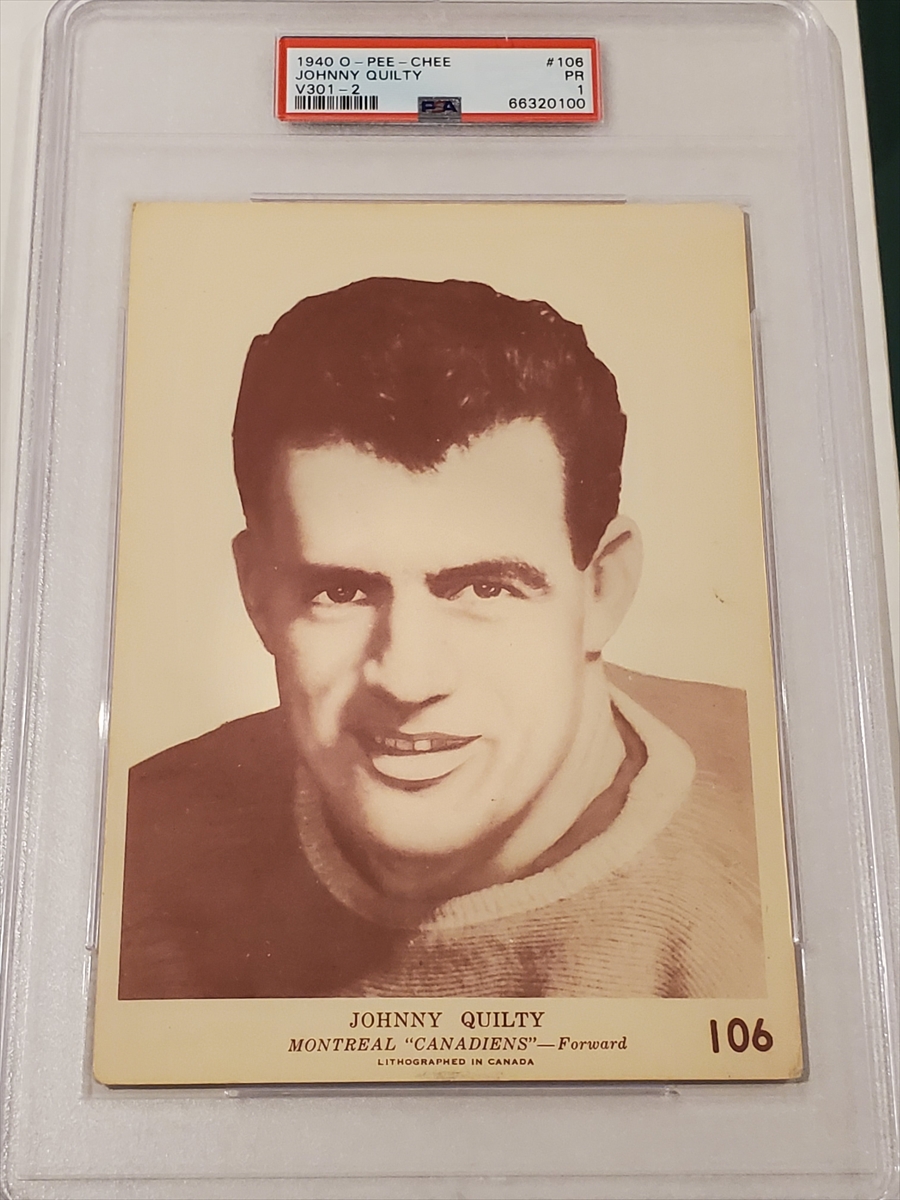 1940 O-PEE-CHEE #106
JOHNNY QUILTY PR
V301-2 1
PSA 66320100
JOHNNY QUILTY
MONTREAL "CANADIENS"—Forward
LITHOGRAPHED IN CANADA
106